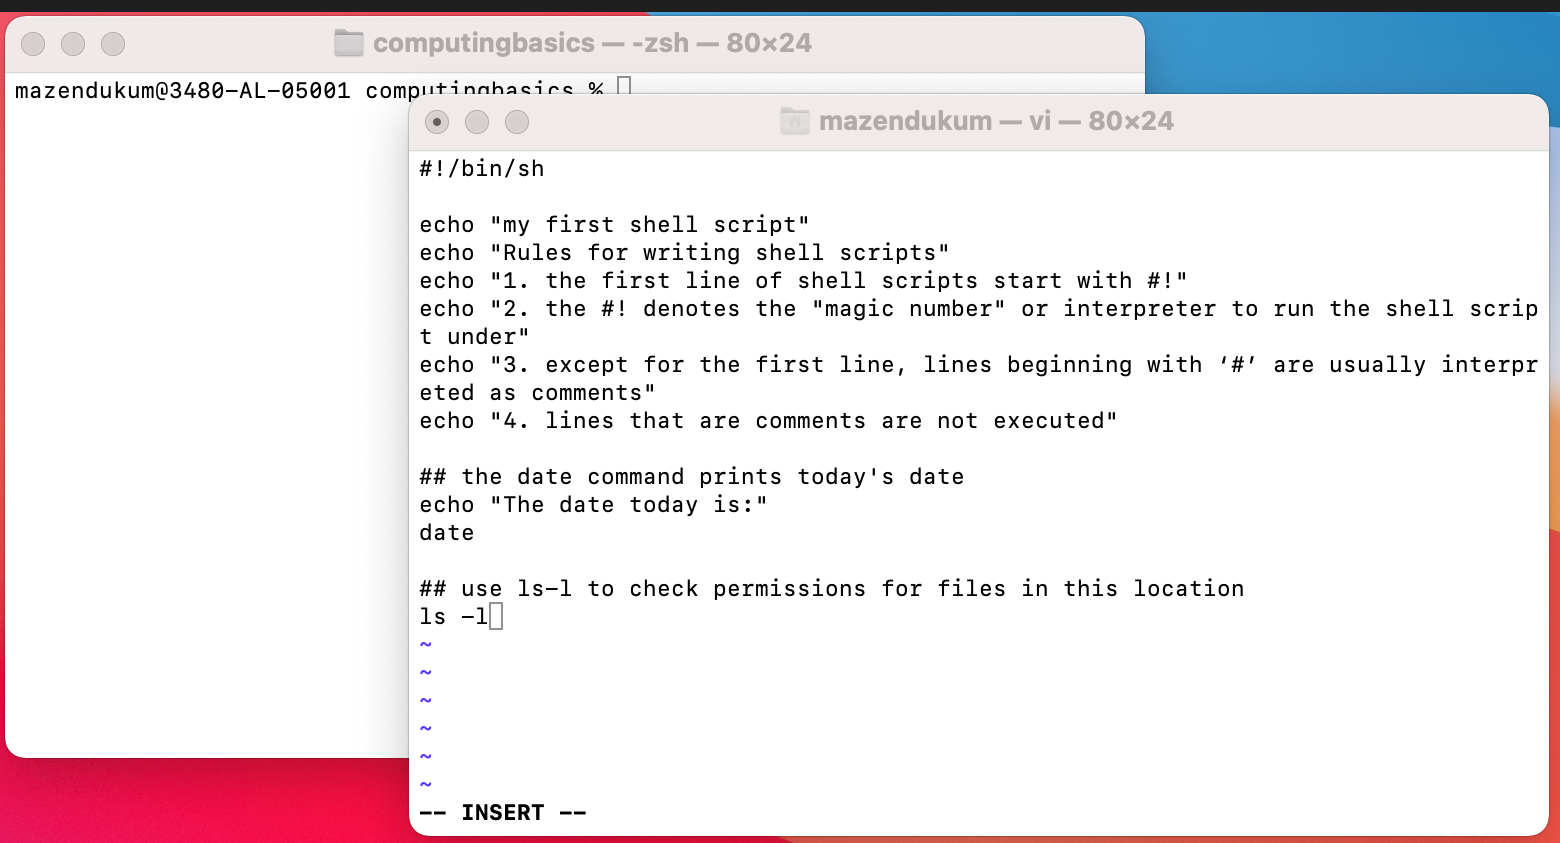 computingbasics — -zsh — 80×24
mazendukum@3480-AL-05001 computingbasics %
mazendukum — vi — 80×24
#!/bin/sh
echo "my first shell script"
echo "Rules for writing shell scripts"
echo "1. the first line of shell scripts start with #!"
echo "2. the #! denotes the "magic number" or interpreter to run the shell scrip
t under"
echo "3. except for the first line, lines beginning with ‘#’ are usually interpr
eted as comments"
echo "4. lines that are comments are not executed"
## the date command prints today's date
echo "The date today is:"
date
## use ls-l to check permissions for files in this location
ls -l
~
~
~
~
~
~
-- INSERT --